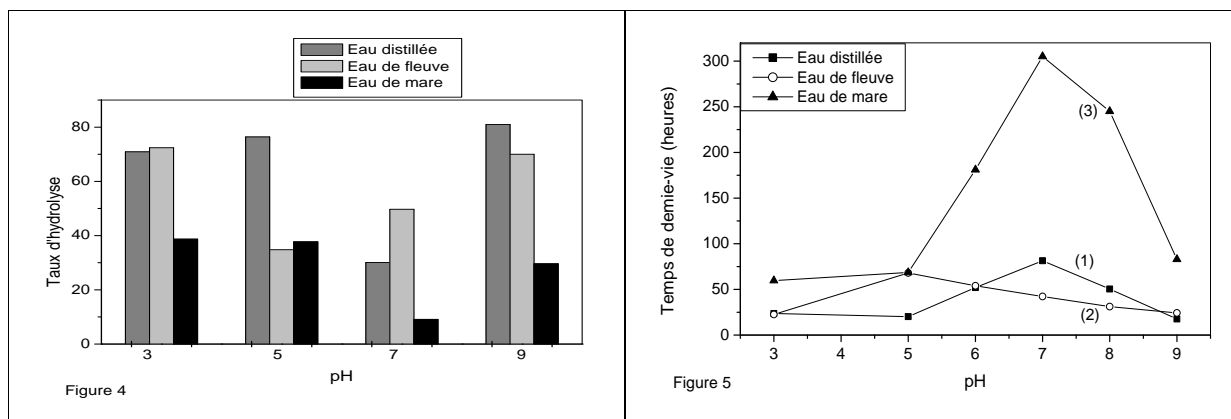 Eau distillée
Eau de fleuve
Eau de mare
Taux d'hydrolyse
80
60
40
20
0
3 5 7 9
pH
Figure 4
Eau distillée
Eau de fleuve
Eau de mare
Temps de demie-vie (heures)
300
250
200
150
100
50
0
(3)
(1)
(2)
3 4 5 6 7 8 9
pH
Figure 5